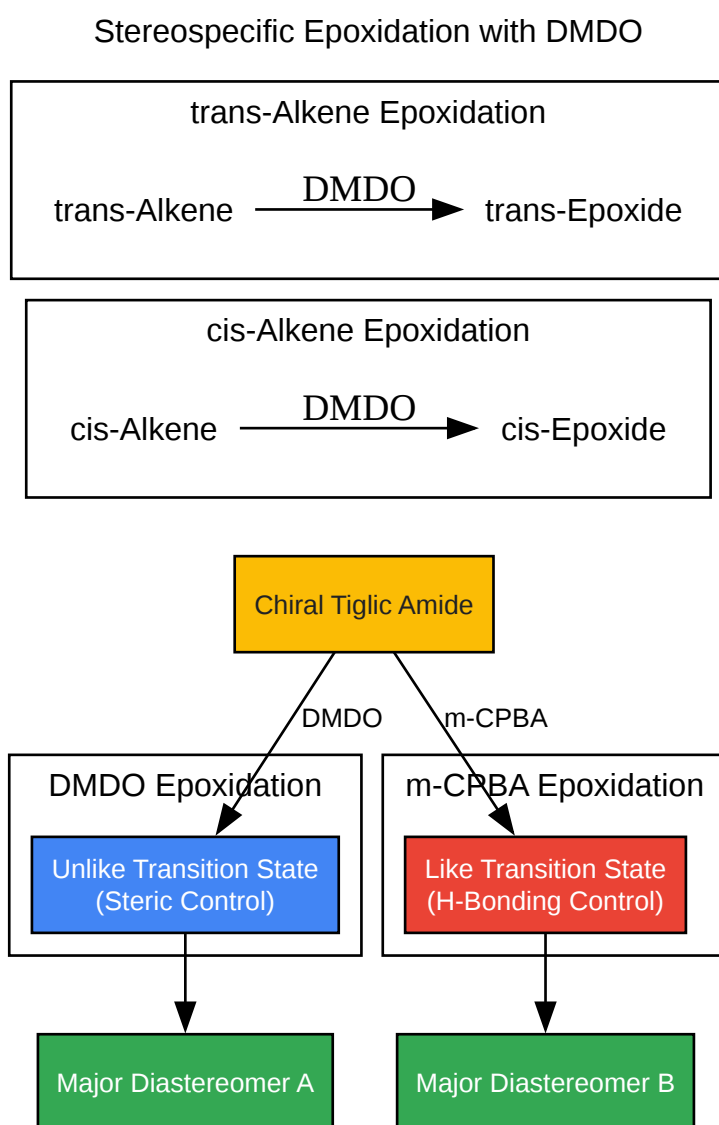 Stereospecific Epoxidation with DMDO
trans-Alkene Epoxidation
DMDO
trans-Alkene
trans-Epoxide
cis-Alkene Epoxidation
DMDO
cis-Alkene
cis-Epoxide
Chiral Tiglic Amide
DMDO
m-CPBA
DMDO Epoxidation
m-CPBA Epoxidation
Unlike Transition State
(Steric Control)
Like Transition State
(H-Bonding Control)
Major Diastereomer A
Major Diastereomer B